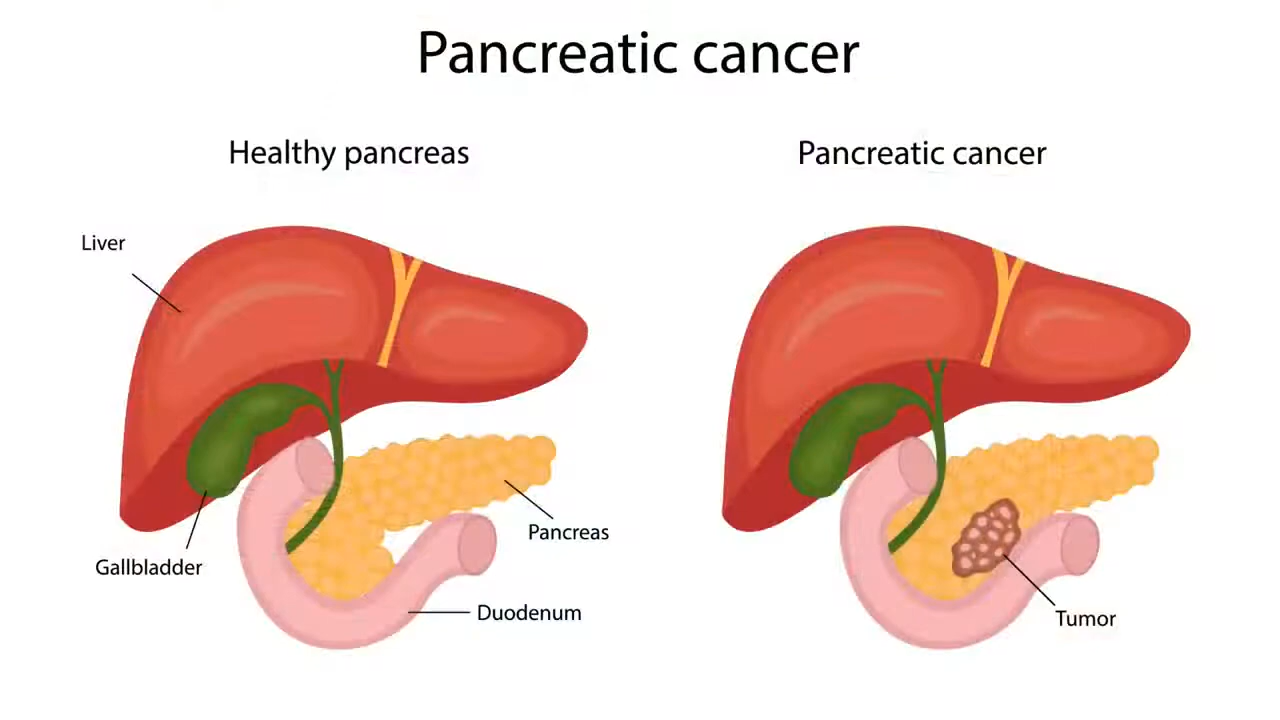 Pancreatic cancer
Healthy pancreas
Pancreatic cancer
Liver
Pancreas
Gallbladder
Duodenum
Tumor